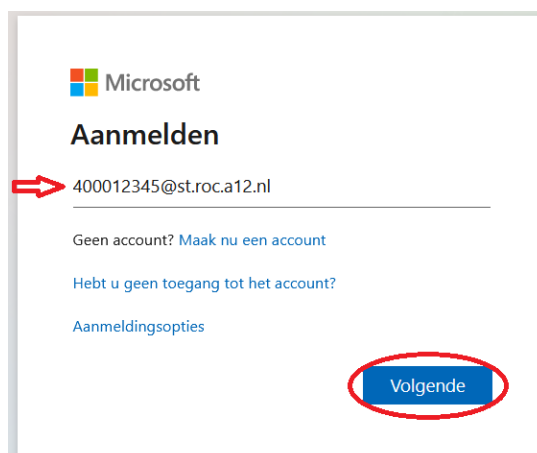 Microsoft
Aanmelden
400012345@st.roc.a12.nl
Geen account? Maak nu een account
Hebt u geen toegang tot het account?
Aanmeldingsopties
Volgende